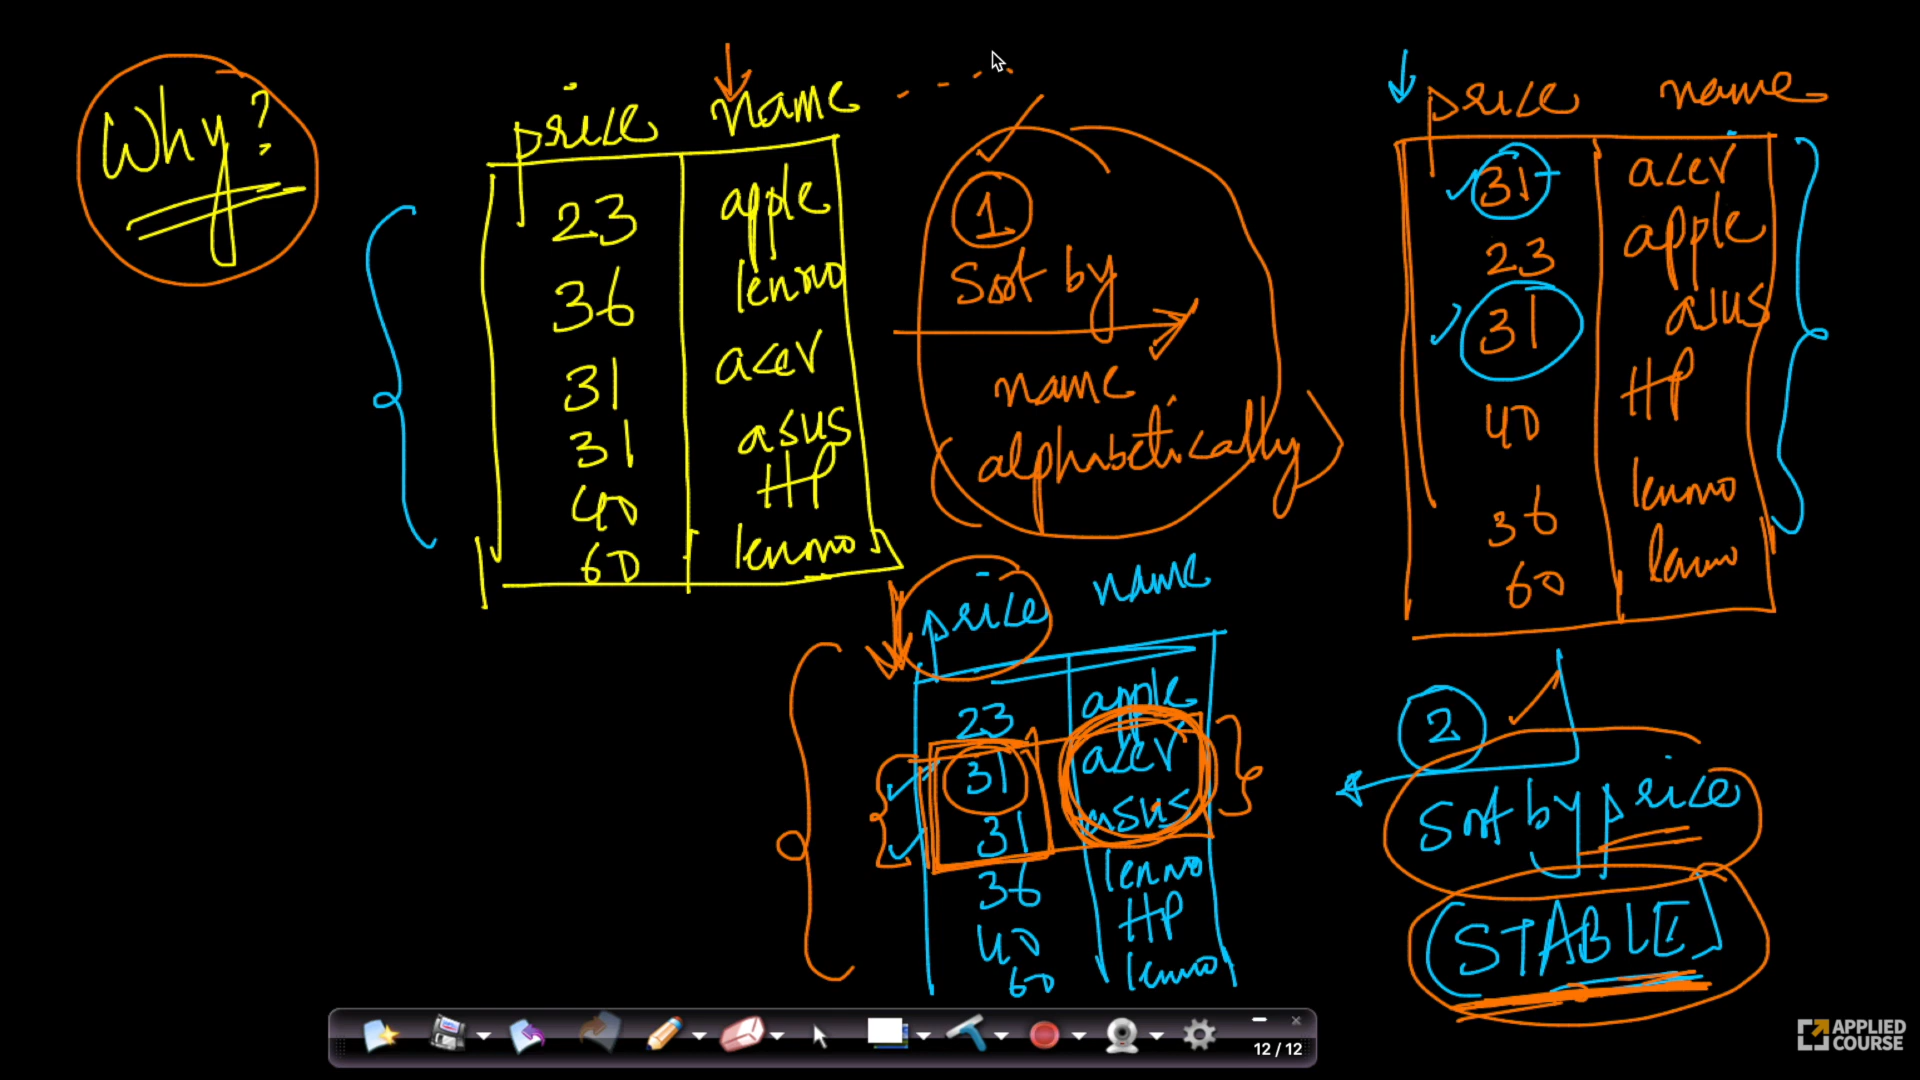 Why?
price name
23 apple
36 lenovo
31 acer
31 asus
40 HP
60 lenovo
1
Sort by
name
(alphabetically)
price name
31 acer
23 apple
31 asus
40 HP
36 lenovo
60 lenovo
2
Sort by price
[STABLE]
price name
23 apple
31 acer
31 asus
36 lenovo
40 HP
60 lenovo
12 / 12
APPLIED
COURSE